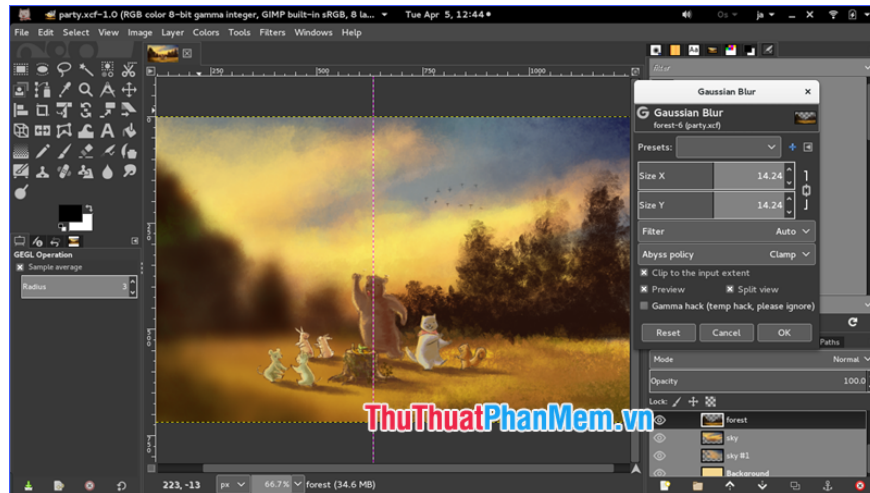 party.xcf-1.0 (RGB color 8-bit gamma integer, GIMP built-in sRGB, 8 la...
Tue Apr 5, 12:44
ja
File Edit Select View Image Layer Colors Tools Filters Windows Help
250 500 750 1000
Gaussian Blur
Gaussian Blur
forest-6 (party.xcf)
Presets:
Size X 14.24
Size Y 14.24
Filter Auto
Abyss policy Clamp
Clip to the input extent
Preview Split view
Gamma hack (temp hack, please ignore)
Reset Cancel OK
GEGL Operation
Sample average
Radius 3
Paths
Mode Normal
Opacity 100.0
Lock:
forest
sky
sky #1
Background
ThuThuatPhanMem.vn
223, -13 px 66.7% forest (34.6 MB)